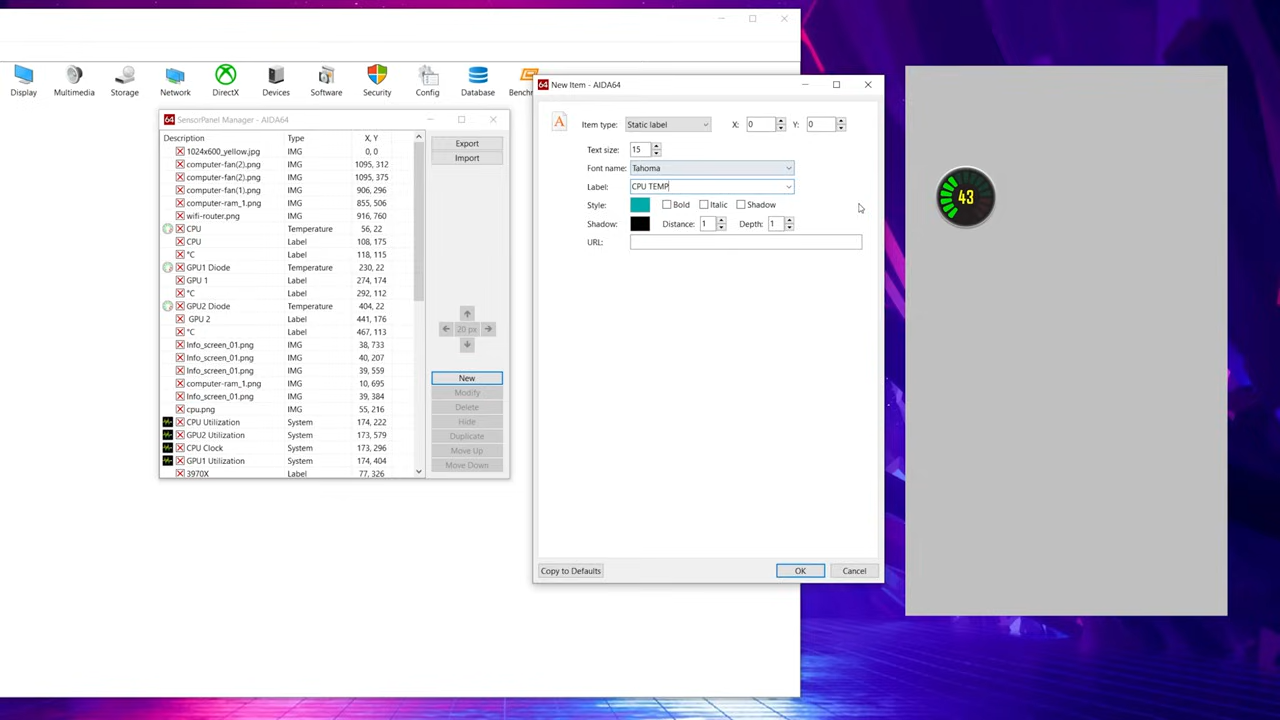 Display
Multimedia
Storage
Network
DirectX
Devices
Software
Security
Config
Database
Benchm
64 SensorPanel Manager - AIDA64
Description Type X, Y
1024x600_yellow.jpg IMG 0, 0
computer-fan(2).png IMG 1095, 312
computer-fan(2).png IMG 1095, 375
computer-fan(1).png IMG 906, 296
computer-ram_1.png IMG 855, 506
wifi-router.png IMG 916, 760
CPU Temperature 56, 22
CPU Label 108, 175
°C Label 118, 115
GPU1 Diode Temperature 230, 22
GPU 1 Label 274, 174
°C Label 292, 112
GPU2 Diode Temperature 404, 22
GPU 2 Label 441, 176
°C Label 467, 113
Info_screen_01.png IMG 38, 733
Info_screen_01.png IMG 40, 207
Info_screen_01.png IMG 39, 559
computer-ram_1.png IMG 10, 695
Info_screen_01.png IMG 39, 384
cpu.png IMG 55, 216
CPU Utilization System 174, 222
GPU2 Utilization System 173, 579
CPU Clock System 173, 296
GPU1 Utilization System 174, 404
3970X Label 77, 326
Export
Import
20 px
New
Modify
Delete
Hide
Duplicate
Move Up
Move Down
64 New Item - AIDA64
A Item type: Static label X: 0 Y: 0
Text size: 15
Font name: Tahoma
Label: CPU TEMP
Style: Bold Italic Shadow
Shadow: Distance: 1 Depth: 1
URL:
Copy to Defaults OK Cancel
43